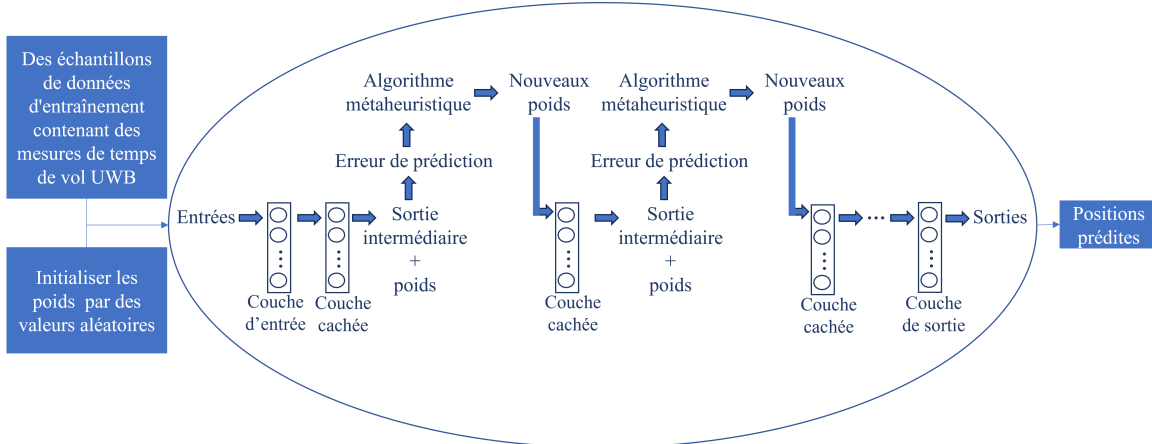 Des échantillons
de données
d'entraînement
contenant des
mesures de temps
de vol UWB
Initialiser les
poids par des
valeurs aléatoires
Entrées
Couche
d’entrée
Couche
cachée
Algorithme
métaheuristique
Erreur de prédiction
Sortie
intermédiaire
+
poids
Nouveaux
poids
Couche
cachée
Algorithme
métaheuristique
Erreur de prédiction
Sortie
intermédiaire
+
poids
Nouveaux
poids
Couche
cachée
...
Couche
de sortie
Sorties
Positions
prédites